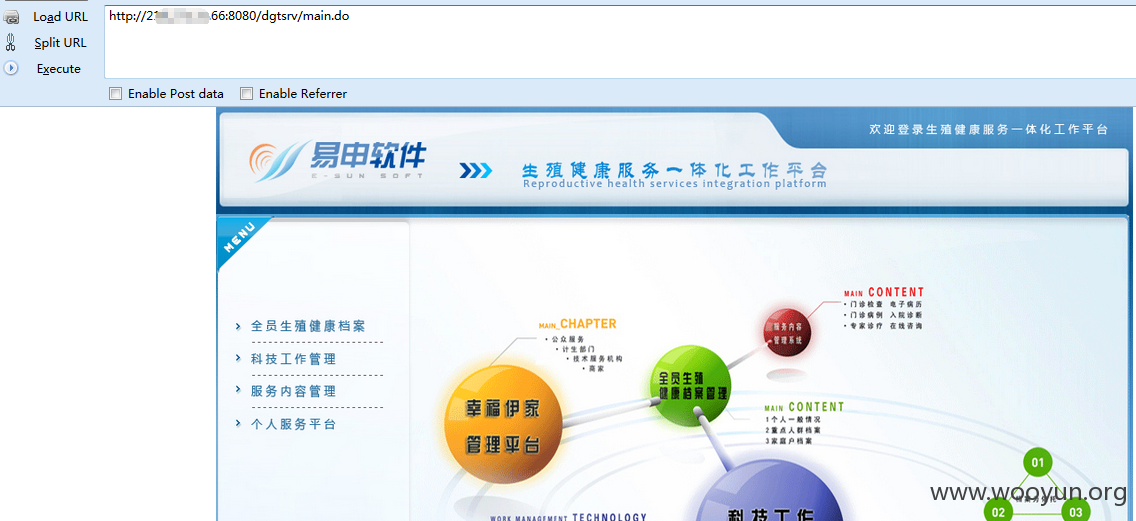 Load URL
http://21 .66:8080/dgtsrv/main.do
Split URL
Execute
Enable Post data
Enable Referrer
欢迎登录生殖健康服务一体化工作平台
易申软件
E-SUN SOFT
生殖健康服务一体化工作平台
Reproductive health services integration platform
MENU
全员生殖健康档案
科技工作管理
服务内容管理
个人服务平台
MAIN_CHAPTER
• 公众服务
• 计生部门
• 技术服务机构
• 商家
幸福伊家
管理平台
全员生殖
健康档案管理
服务内容
管理系统
MAIN CONTENT
• 门诊检查 电子病历
• 门诊病例 入院诊断
• 专家诊疗 在线咨询
MAIN CONTENT
1个人一般情况
2重点人群档案
3家庭户档案
科技工作
WORK MANAGEMENT TECHNOLOGY
01
02
03
www.wooyun.org